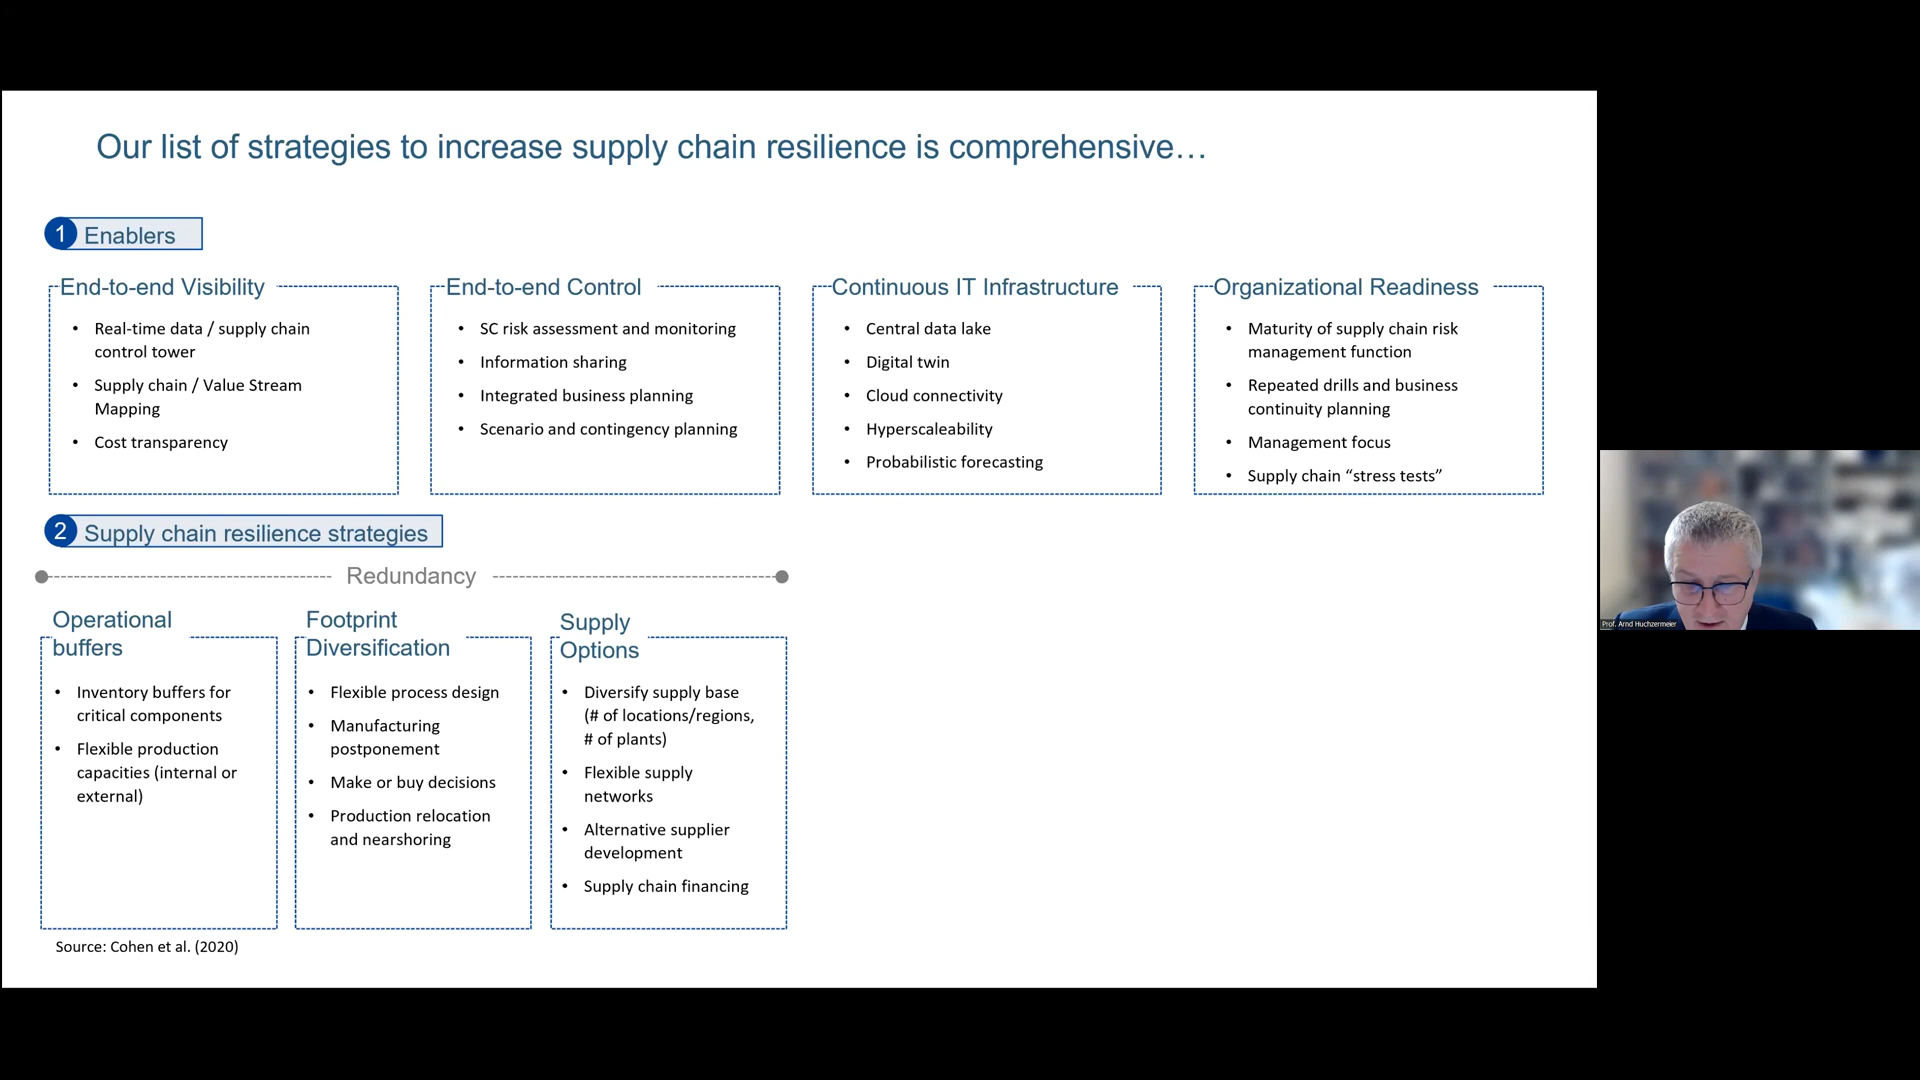 Our list of strategies to increase supply chain resilience is comprehensive…
1 Enablers
End-to-end Visibility
• Real-time data / supply chain
control tower
• Supply chain / Value Stream
Mapping
• Cost transparency
End-to-end Control
• SC risk assessment and monitoring
• Information sharing
• Integrated business planning
• Scenario and contingency planning
Continuous IT Infrastructure
• Central data lake
• Digital twin
• Cloud connectivity
• Hyperscaleability
• Probabilistic forecasting
Organizational Readiness
• Maturity of supply chain risk
management function
• Repeated drills and business
continuity planning
• Management focus
• Supply chain “stress tests”
2 Supply chain resilience strategies
Redundancy
Operational
buffers
• Inventory buffers for
critical components
• Flexible production
capacities (internal or
external)
Footprint
Diversification
• Flexible process design
• Manufacturing
postponement
• Make or buy decisions
• Production relocation
and nearshoring
Supply
Options
• Diversify supply base
(# of locations/regions,
# of plants)
• Flexible supply
networks
• Alternative supplier
development
• Supply chain financing
Source: Cohen et al. (2020)
Prof. Arnd Huchzermeier